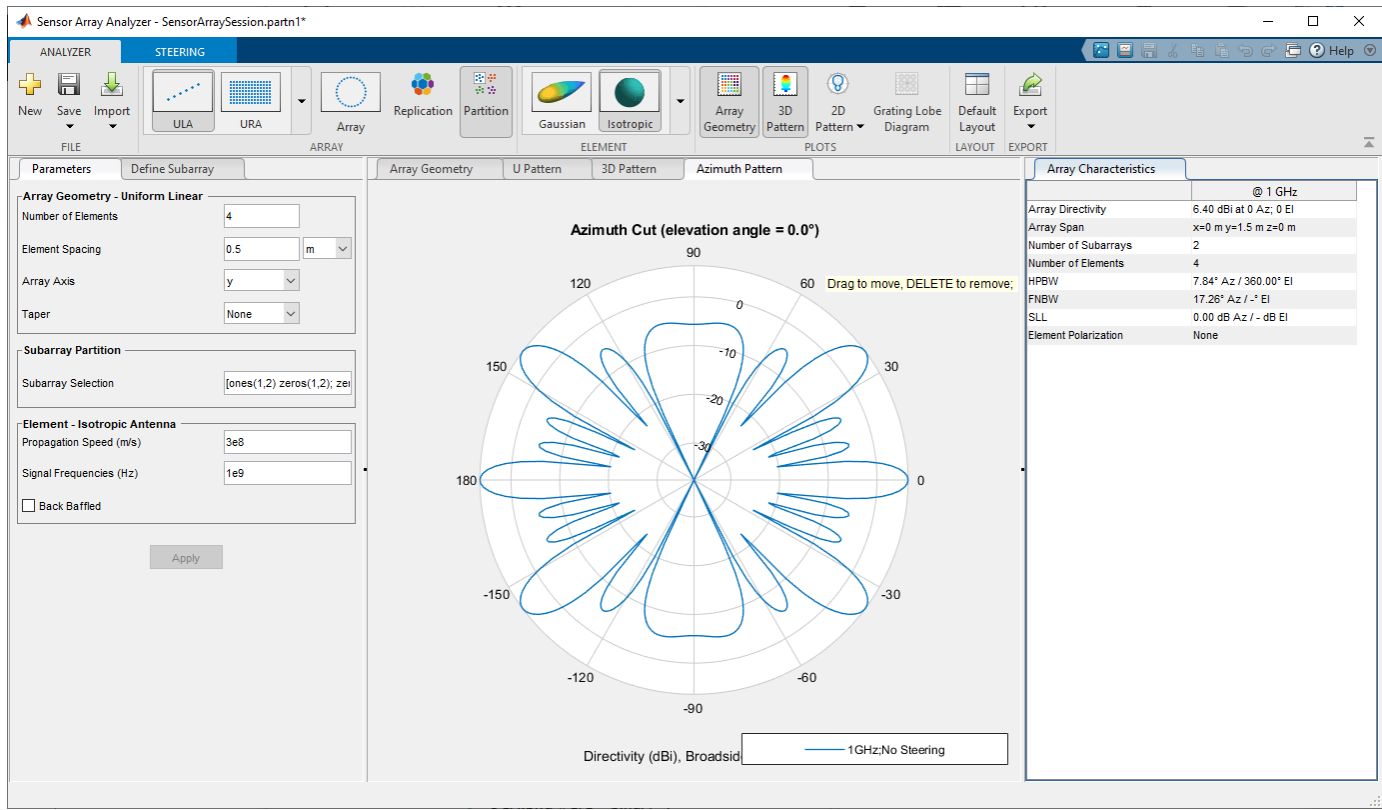 Sensor Array Analyzer - SensorArraySession.partn1*
ANALYZER STEERING
Help
New Save Import
FILE
ULA URA Array Replication Partition
ARRAY
Gaussian Isotropic
ELEMENT
Array Geometry 3D Pattern 2D Pattern Grating Lobe Diagram
PLOTS
Default Layout
LAYOUT
Export
EXPORT
Parameters Define Subarray
Array Geometry - Uniform Linear
Number of Elements 4
Element Spacing 0.5 m
Array Axis y
Taper None
Subarray Partition
Subarray Selection [ones(1,2) zeros(1,2);
Element - Isotropic Antenna
Propagation Speed (m/s) 3e8
Signal Frequencies (Hz) 1e9
Back Baffled
Apply
Array Geometry U Pattern 3D Pattern Azimuth Pattern
Azimuth Cut (elevation angle = 0.0°)
90
120 60 Drag to move, DELETE to remove;
0
-10
150 30
-20
-30
180 0
-150 -30
-120 -60
-90
Directivity (dBi),
1GHz;No Steering
Array Characteristics
@ 1 GHz
Array Directivity 6.40 dBi at 0 Az; 0 El
Array Span x=0 m y=1.5 m z=0 m
Number of Subarrays 2
Number of Elements 4
HPBW 7.84° Az / 360.00° El
FNBW 17.26° Az / -° El
SLL 0.00 dB Az / - dB El
Element Polarization None